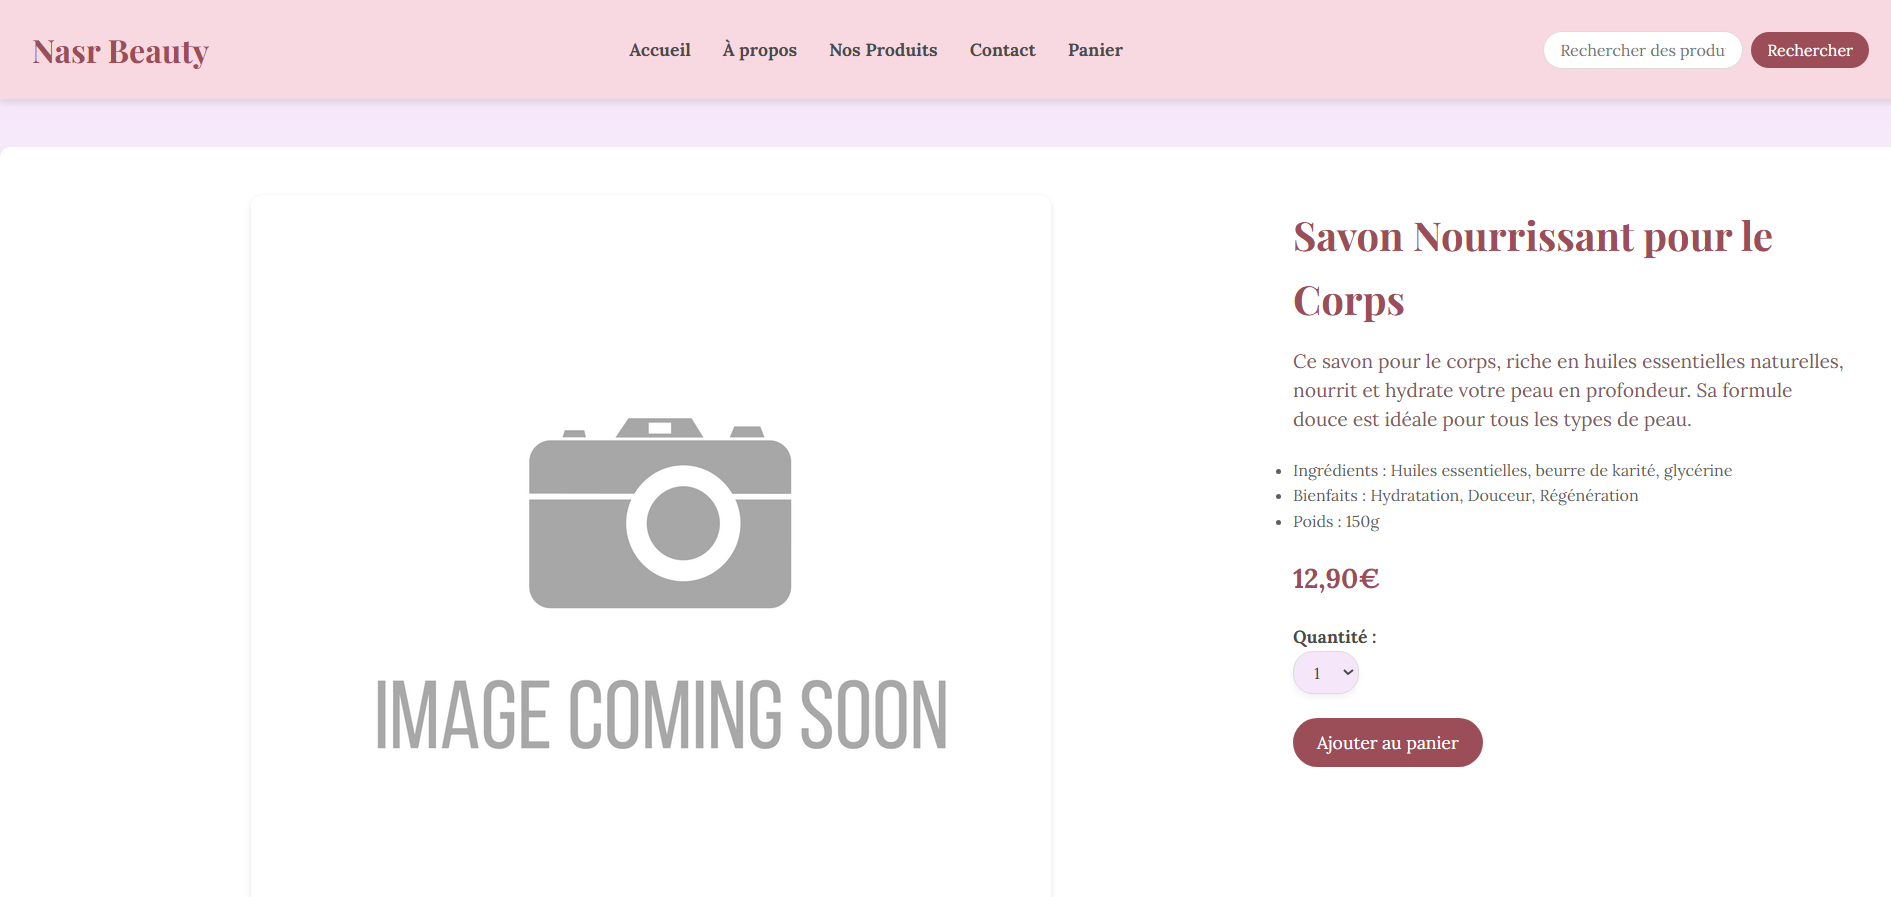 Nasr Beauty
Accueil À propos Nos Produits Contact Panier
Rechercher des produ Rechercher
IMAGE COMING SOON
Savon Nourrissant pour le
Corps
Ce savon pour le corps, riche en huiles essentielles naturelles,
nourrit et hydrate votre peau en profondeur. Sa formule
douce est idéale pour tous les types de peau.
• Ingrédients : Huiles essentielles, beurre de karité, glycérine
• Bienfaits : Hydratation, Douceur, Régénération
• Poids : 150g
12,90€
Quantité :
1
Ajouter au panier